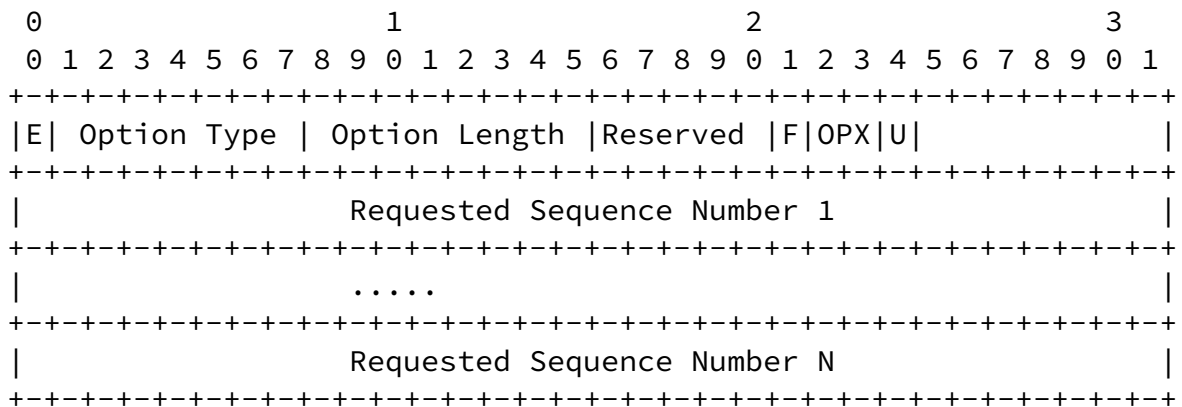 0                   1                   2                   3
 0 1 2 3 4 5 6 7 8 9 0 1 2 3 4 5 6 7 8 9 0 1 2 3 4 5 6 7 8 9 0 1
+-+-+-+-+-+-+-+-+-+-+-+-+-+-+-+-+-+-+-+-+-+-+-+-+-+-+-+-+-+-+-+-+
|E| Option Type | Option Length |Reserved |F|OPX|U|             |
+-+-+-+-+-+-+-+-+-+-+-+-+-+-+-+-+-+-+-+-+-+-+-+-+-+-+-+-+-+-+-+-+
|                  Requested Sequence Number 1                  |
+-+-+-+-+-+-+-+-+-+-+-+-+-+-+-+-+-+-+-+-+-+-+-+-+-+-+-+-+-+-+-+-+
|                  .....                                        |
+-+-+-+-+-+-+-+-+-+-+-+-+-+-+-+-+-+-+-+-+-+-+-+-+-+-+-+-+-+-+-+-+
|                  Requested Sequence Number N                  |
+-+-+-+-+-+-+-+-+-+-+-+-+-+-+-+-+-+-+-+-+-+-+-+-+-+-+-+-+-+-+-+-+